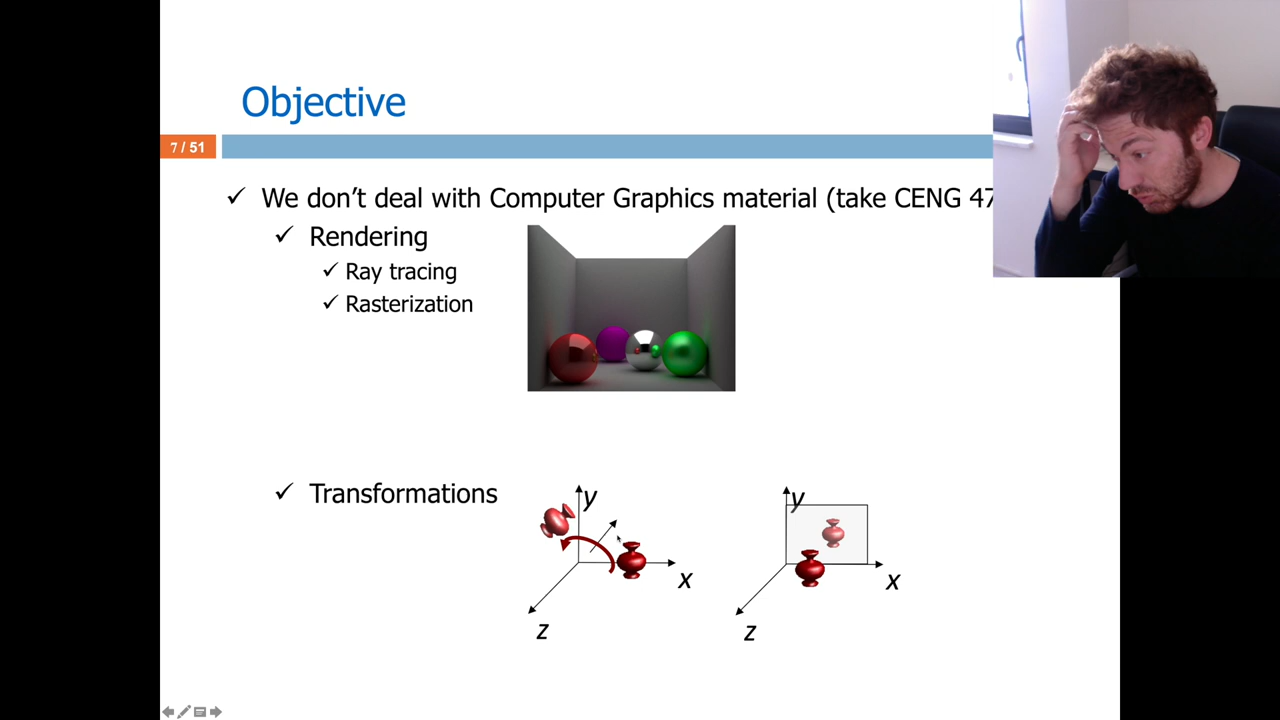 Objective
7 / 51
We don’t deal with Computer Graphics material (take CENG 47
Rendering
Ray tracing
Rasterization
Transformations
y
x
z
y
x
z